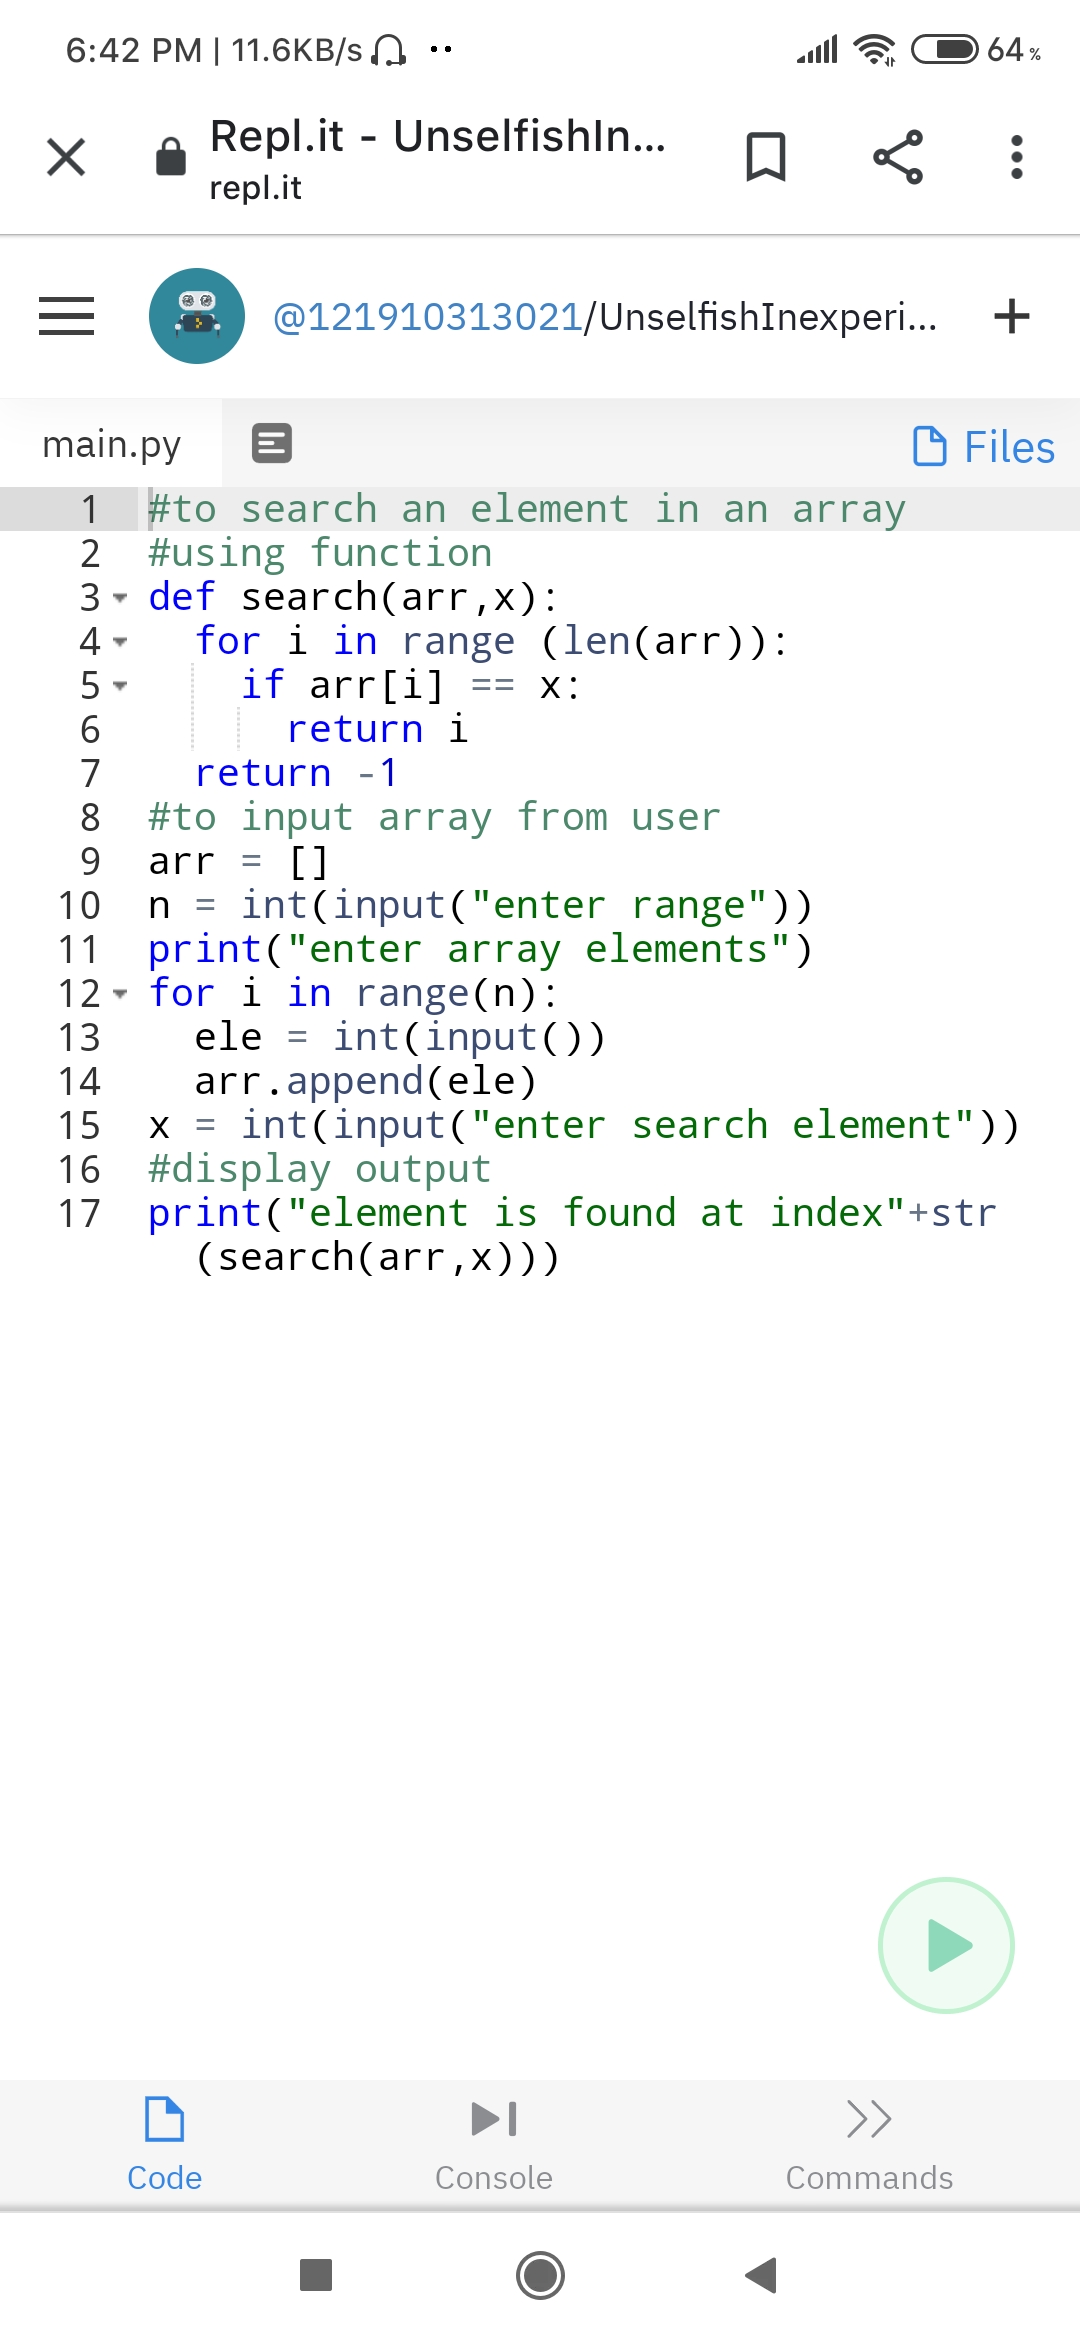 6:42 PM | 11.6KB/s 64%
Repl.it - UnselfishIn...
repl.it
@121910313021/UnselfishInexperi... +
main.py Files
1 #to search an element in an array
2 #using function
3 def search(arr,x):
4   for i in range (len(arr)):
5     if arr[i] == x:
6       return i
7   return -1
8 #to input array from user
9 arr = []
10 n = int(input("enter range"))
11 print("enter array elements")
12 for i in range(n):
13   ele = int(input())
14   arr.append(ele)
15 x = int(input("enter search element"))
16 #display output
17 print("element is found at index"+str
(search(arr,x)))
Code Console Commands